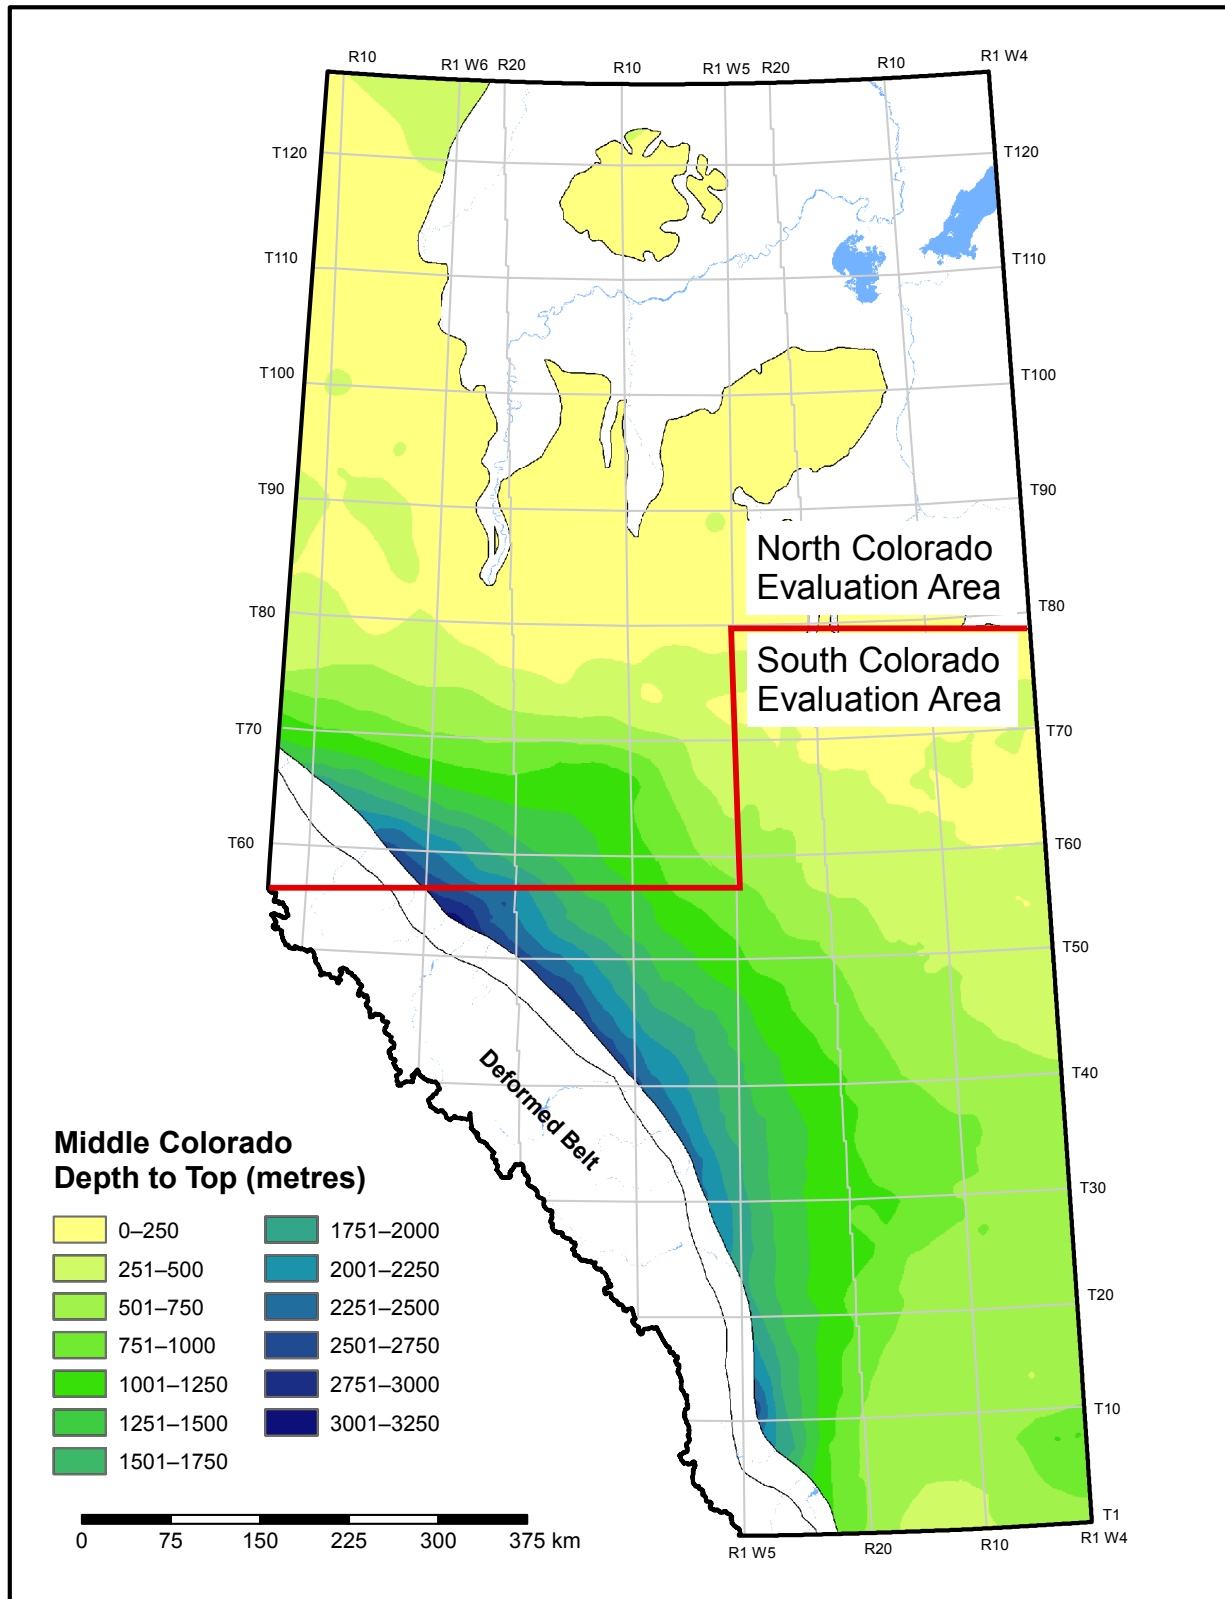 R10
R1 W6
R20
R10
R1 W5
R20
R10
R1 W4
T120
T120
T110
T110
T100
T100
T90
T90
North Colorado
Evaluation Area
T80
T80
South Colorado
Evaluation Area
T70
T70
T60
T60
T50
T40
Deformed Belt
Middle Colorado
Depth to Top (metres)
0–250
251–500
501–750
751–1000
1001–1250
1251–1500
1501–1750
1751–2000
2001–2250
2251–2500
2501–2750
2751–3000
3001–3250
T30
T20
T10
T1
R1 W4
R10
R20
R1 W5
0 75 150 225 300 375 km